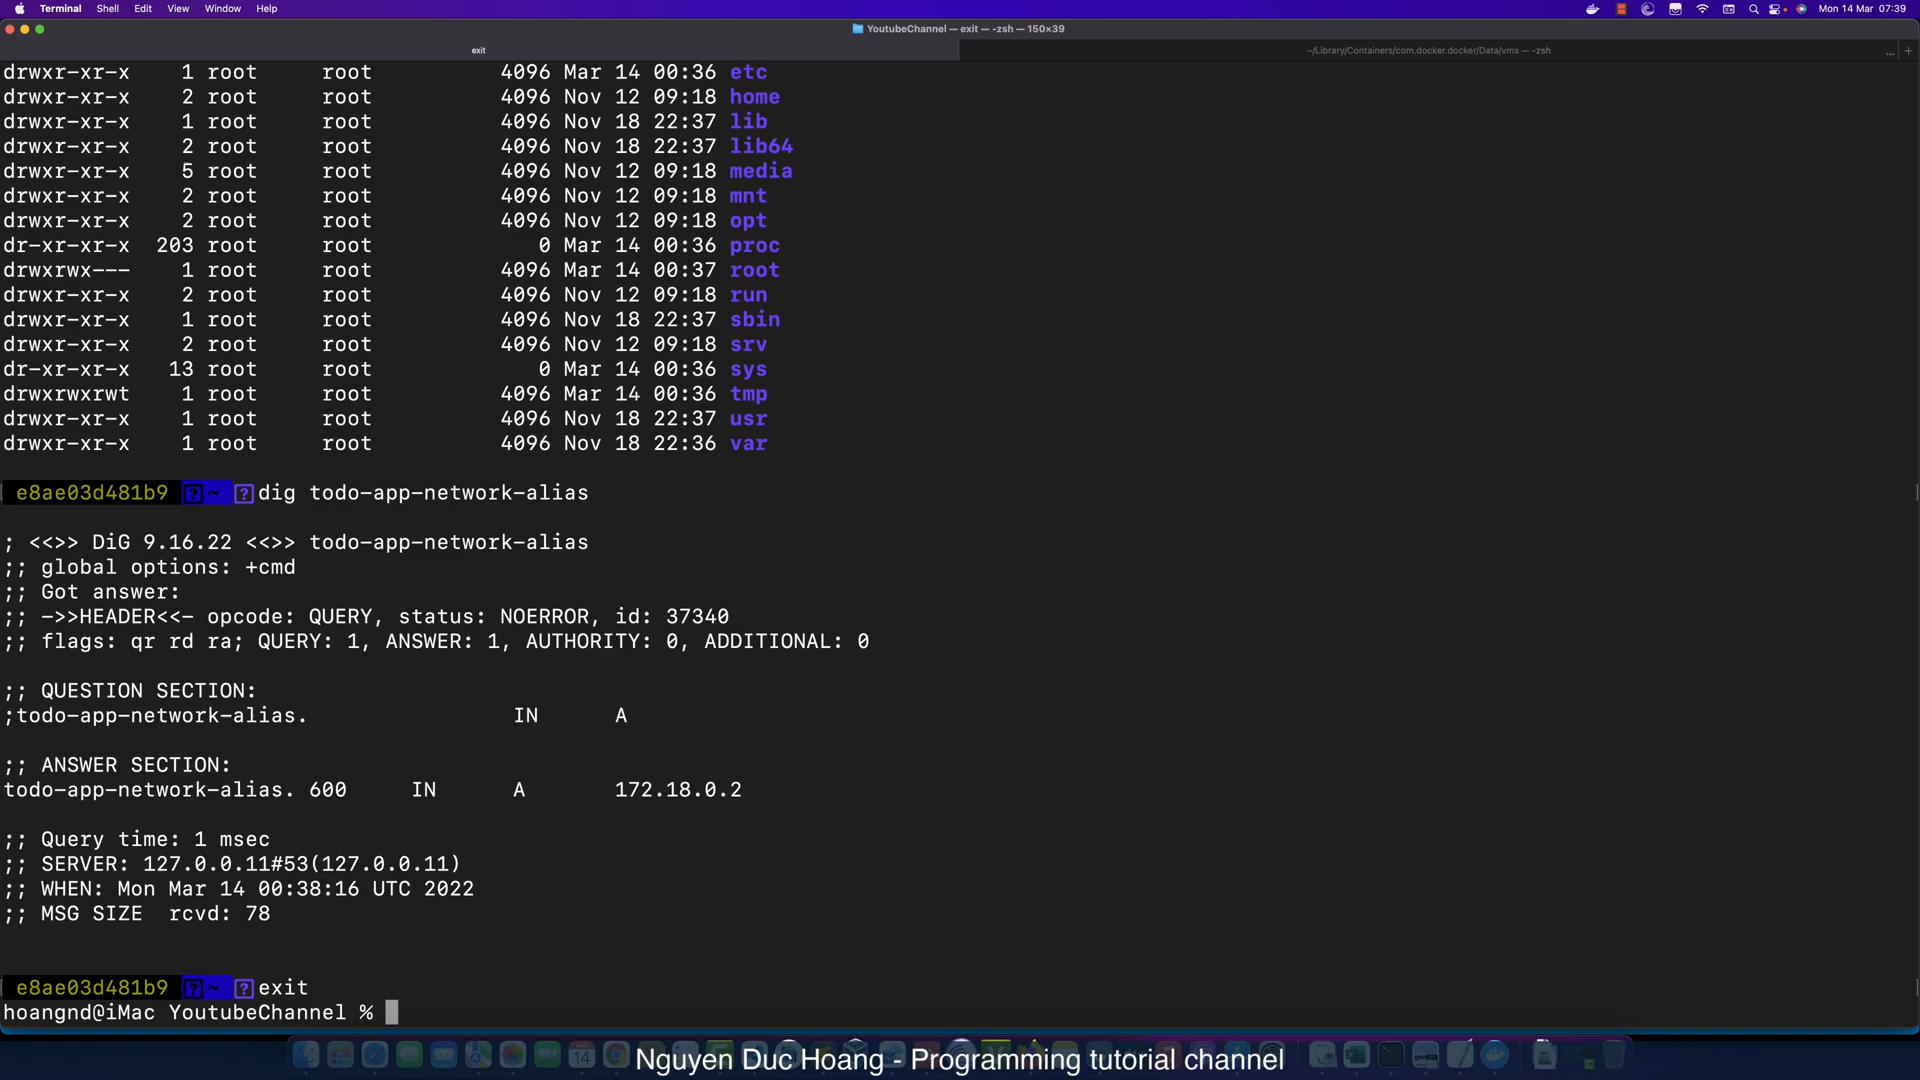 Terminal Shell Edit View Window Help Mon 14 Mar 07:39
YoutubeChannel — exit — -zsh — 150×39
exit ~/Library/Containers/com.docker.docker/Data/vms — -zsh ... +
drwxr-xr-x 1 root root 4096 Mar 14 00:36 etc
drwxr-xr-x 2 root root 4096 Nov 12 09:18 home
drwxr-xr-x 1 root root 4096 Nov 18 22:37 lib
drwxr-xr-x 2 root root 4096 Nov 18 22:37 lib64
drwxr-xr-x 5 root root 4096 Nov 12 09:18 media
drwxr-xr-x 2 root root 4096 Nov 12 09:18 mnt
drwxr-xr-x 2 root root 4096 Nov 12 09:18 opt
dr-xr-xr-x 203 root root 0 Mar 14 00:36 proc
drwxrwx--- 1 root root 4096 Mar 14 00:37 root
drwxr-xr-x 2 root root 4096 Nov 12 09:18 run
drwxr-xr-x 1 root root 4096 Nov 18 22:37 sbin
drwxr-xr-x 2 root root 4096 Nov 12 09:18 srv
dr-xr-xr-x 13 root root 0 Mar 14 00:36 sys
drwxrwxrwt 1 root root 4096 Mar 14 00:36 tmp
drwxr-xr-x 1 root root 4096 Nov 18 22:37 usr
drwxr-xr-x 1 root root 4096 Nov 18 22:36 var
[ e8ae03d481b9 ? ~ ? dig todo-app-network-alias ]
; <<>> DiG 9.16.22 <<>> todo-app-network-alias
;; global options: +cmd
;; Got answer:
;; ->>HEADER<<- opcode: QUERY, status: NOERROR, id: 37340
;; flags: qr rd ra; QUERY: 1, ANSWER: 1, AUTHORITY: 0, ADDITIONAL: 0
;; QUESTION SECTION:
;todo-app-network-alias. IN A
;; ANSWER SECTION:
todo-app-network-alias. 600 IN A 172.18.0.2
;; Query time: 1 msec
;; SERVER: 127.0.0.11#53(127.0.0.11)
;; WHEN: Mon Mar 14 00:38:16 UTC 2022
;; MSG SIZE rcvd: 78
[ e8ae03d481b9 ? ~ ? exit ]
hoangnd@iMac YoutubeChannel %
14
Nguyen Duc Hoang - Programming tutorial channel